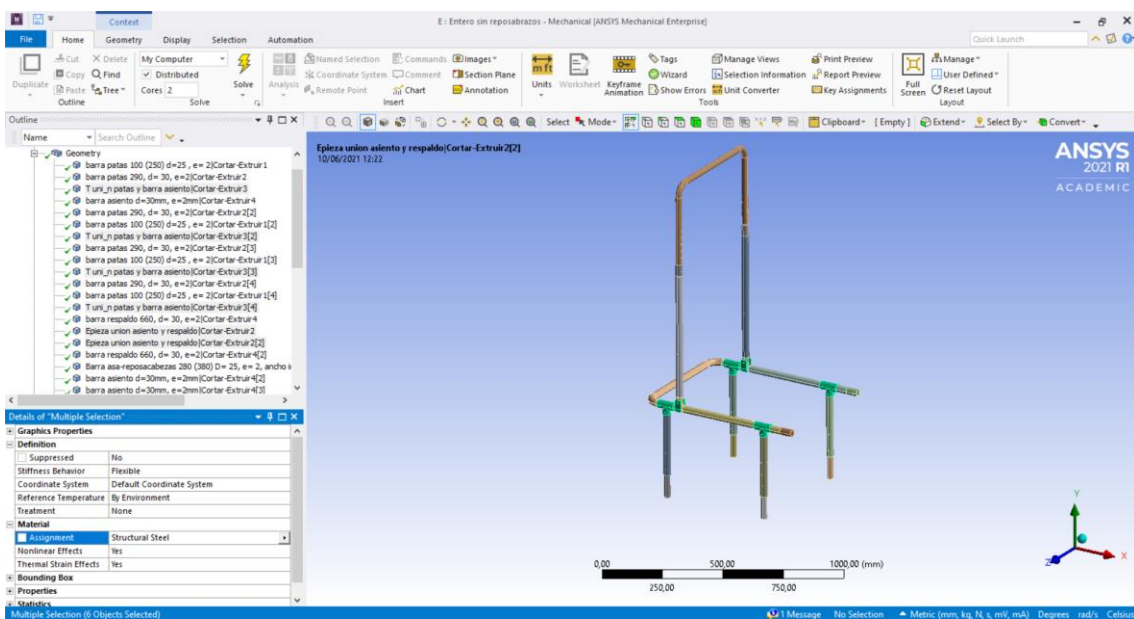 Context
E : Entero sin reposabrazos - Mechanical [ANSYS Mechanical Enterprise]
File Home Geometry Display Selection Automation Quick Launch
Duplicate
Cut
Copy
Paste
Delete
Find
Tree
Outline
My Computer
Distributed
Cores 2
Solve
Solve
Analysis
Named Selection
Coordinate System
Remote Point
Commands
Comment
Chart
Images
Section Plane
Annotation
Insert
Units
Worksheet
Keyframe Animation
Tags
Wizard
Show Errors
Manage Views
Selection Information
Unit Converter
Print Preview
Report Preview
Key Assignments
Tools
Full Screen
Manage
User Defined
Reset Layout
Layout
Outline
Select Mode Clipboard [Empty] Extend Select By Convert
Name Search Outline
Geometry
barra patas 100 (250) d=25 , e= 2|Cortar-Extruir1
barra patas 290, d= 30, e=2|Cortar-Extruir2
T uni_n patas y barra asiento|Cortar-Extruir3
barra asiento d=30mm, e=2mm|Cortar-Extruir4
barra patas 290, d= 30, e=2|Cortar-Extruir2[2]
barra patas 100 (250) d=25 , e= 2|Cortar-Extruir1[2]
T uni_n patas y barra asiento|Cortar-Extruir3[2]
barra patas 290, d= 30, e=2|Cortar-Extruir2[3]
barra patas 100 (250) d=25 , e= 2|Cortar-Extruir1[3]
T uni_n patas y barra asiento|Cortar-Extruir3[3]
barra patas 290, d= 30, e=2|Cortar-Extruir2[4]
barra patas 100 (250) d=25 , e= 2|Cortar-Extruir1[4]
T uni_n patas y barra asiento|Cortar-Extruir3[4]
barra respaldo 660, d= 30, e=2|Cortar-Extruir4
Epieza union asiento y respaldo|Cortar-Extruir2
Epieza union asiento y respaldo|Cortar-Extruir2[2]
barra respaldo 660, d= 30, e=2|Cortar-Extruir4[2]
Barra asa-reposacabezas 280 (380) D= 25, e= 2, ancho i
barra asiento d=30mm, e=2mm|Cortar-Extruir4[2]
barra asiento d=30mm, e=2mm|Cortar-Extruir4[3]
Details of "Multiple Selection"
Graphics Properties
Definition
Suppressed No
Stiffness Behavior Flexible
Coordinate System Default Coordinate System
Reference Temperature By Environment
Treatment None
Material
Assignment Structural Steel
Nonlinear Effects Yes
Thermal Strain Effects Yes
Bounding Box
Properties
Statistics
Epieza union asiento y respaldo|Cortar-Extruir2[2]
10/06/2021 12:22
ANSYS
2021 R1
ACADEMIC
Y
X
Z
0,00 500,00 1000,00 (mm)
250,00 750,00
Multiple Selection (6 Objects Selected) 1 Message No Selection Metric (mm, kg, N, s, mV, mA) Degrees rad/s Celsius